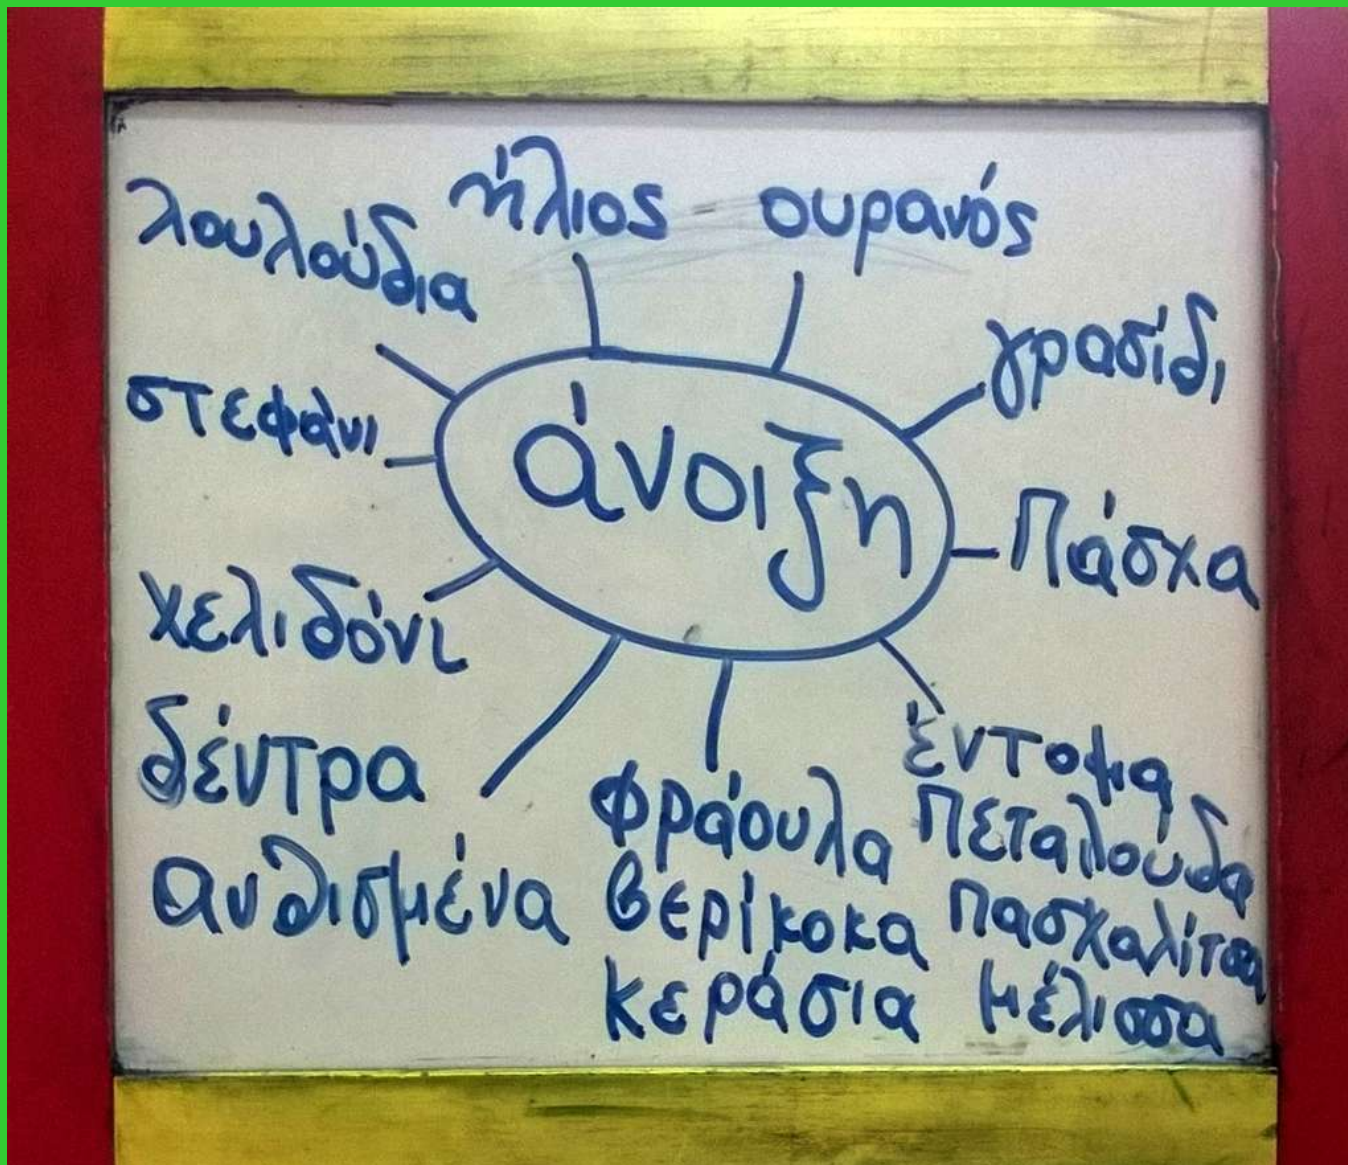 λουλούδια
ήλιος - ουρανός
γρασίδι
στεφάνι
άνοιξη
Πάσχα
χελιδόνι
δέντρα
ανθισμένα
φράουλα
βερίκοκα
κεράσια
έντομα
πεταλούδα
πασχαλίτσα
μέλισσα